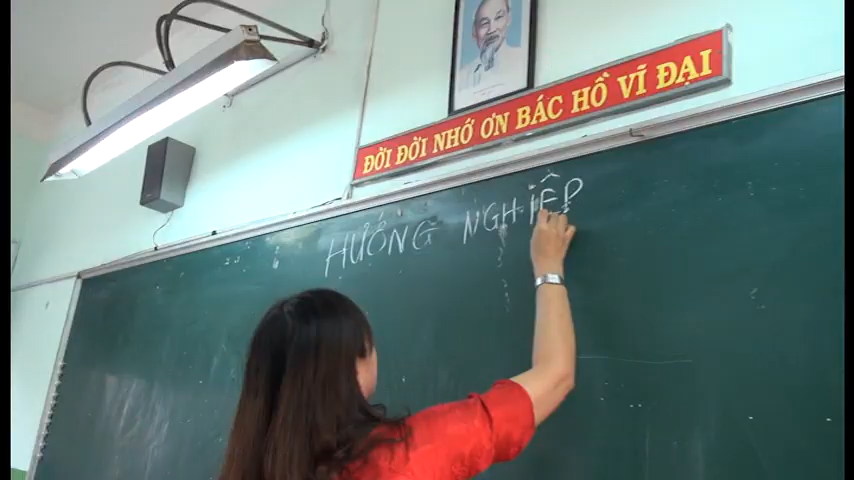 ĐỜI ĐỜI NHỚ ƠN BÁC HỒ VĨ ĐẠI
HƯỚNG NGHIỆP